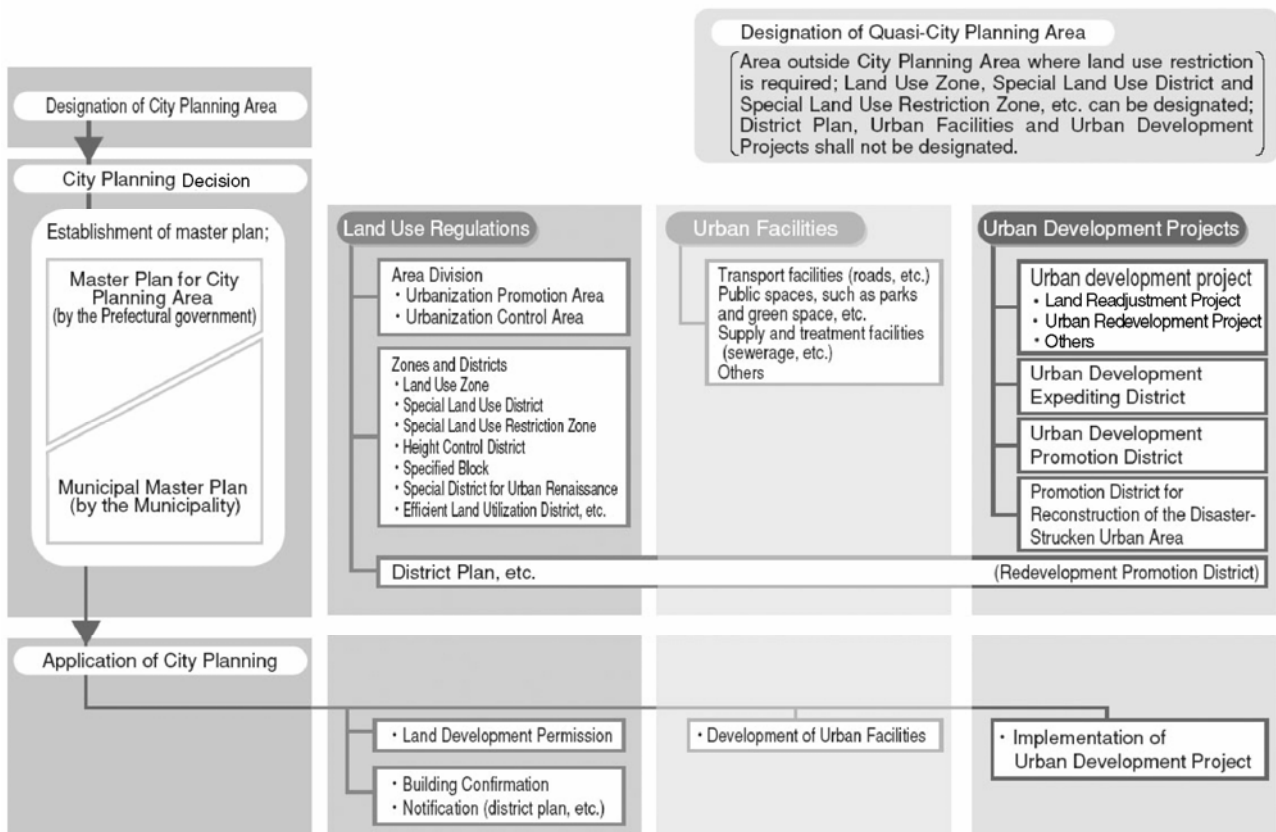 Designation of Quasi-City Planning Area
Area outside City Planning Area where land use restriction
is required; Land Use Zone, Special Land Use District and
Special Land Use Restriction Zone, etc. can be designated;
District Plan, Urban Facilities and Urban Development
Projects shall not be designated.
Designation of City Planning Area
City Planning Decision
Establishment of master plan;
Master Plan for City
Planning Area
(by the Prefectural government)
Municipal Master Plan
(by the Municipality)
Land Use Regulations
Area Division
・Urbanization Promotion Area
・Urbanization Control Area
Zones and Districts
・Land Use Zone
・Special Land Use District
・Special Land Use Restriction Zone
・Height Control District
・Specified Block
・Special District for Urban Renaissance
・Efficient Land Utilization District, etc.
Urban Facilities
Transport facilities (roads, etc.)
Public spaces, such as parks
and green space, etc.
Supply and treatment facilities
(sewerage, etc.)
Others
Urban Development Projects
Urban development project
・Land Readjustment Project
・Urban Redevelopment Project
・Others
Urban Development
Expediting District
Urban Development
Promotion District
Promotion District for
Reconstruction of the Disaster-
Strucken Urban Area
District Plan, etc.
(Redevelopment Promotion District)
Application of City Planning
・Land Development Permission
・Building Confirmation
・Notification (district plan, etc.)
・Development of Urban Facilities
・Implementation of
Urban Development Project